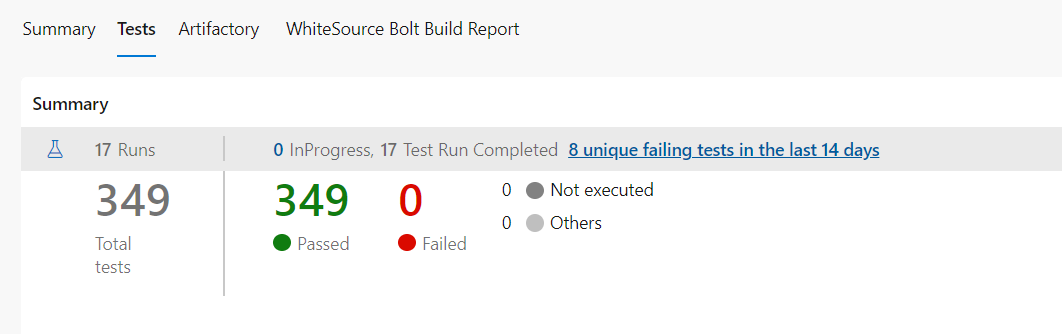 Summary Tests Artifactory WhiteSource Bolt Build Report
Summary
17 Runs 0 InProgress, 17 Test Run Completed 8 unique failing tests in the last 14 days
349 349 0 0 Not executed
0 Others
Total tests Passed Failed